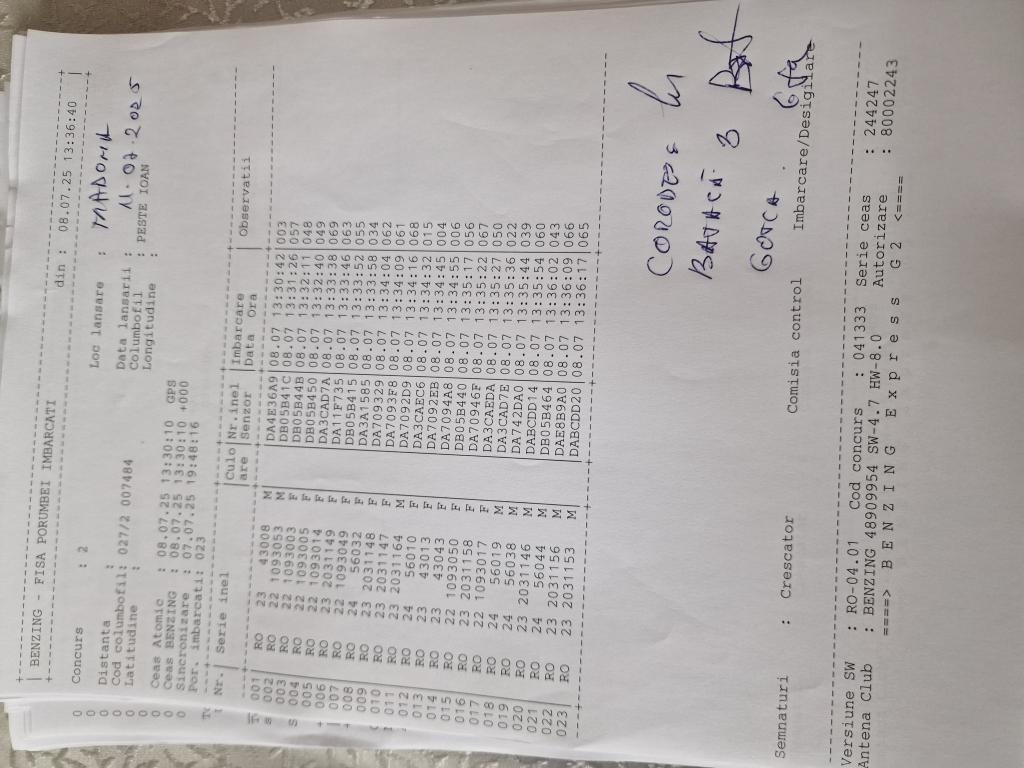 BENZING - FISA PORUMBEI IMBARCATI
din : 08.07.25 13:36:40
Concurs : 2 Loc lansare : MADONA
Distanta : Data lansarii : 11.07.2025
Cod columbofil: 027/2 007484 Columbofil : PESTE IOAN
Latitudine : Longitudine :
Ceas Atomic : 08.07.25 13:30:10 GPS
Ceas BENZING : 08.07.25 13:30:10 +000
Sincronizare : 07.07.25 19:48:16
Por. imbarcati: 023
Nr. Serie inel Culo Nr.inel Imbarcare Observatii
are Senzor Data Ora
001 RO 23 43008 M DA4E36A9 08.07 13:30:42 093
002 RO 22 1093053 M DB05B41C 08.07 13:31:26 057
003 RO 22 1093003 F DB05B44B 08.07 13:32:11 048
004 RO 22 1093005 F DB05B450 08.07 13:32:40 049
005 RO 22 1093014 F DA3CAD7A 08.07 13:33:38 069
006 RO 23 2031149 F DA11F735 08.07 13:33:46 063
007 RO 22 1093049 F DB05B415 08.07 13:33:52 055
008 RO 24 56032 F DA3A1585 08.07 13:33:58 034
009 RO 23 2031148 F DA709329 08.07 13:34:04 062
010 RO 23 2031147 F DA7093F8 08.07 13:34:09 061
011 RO 23 2031164 M DA7092D9 08.07 13:34:16 068
012 RO 24 56010 F DA3CAEC6 08.07 13:34:32 015
013 RO 23 43013 F DA7092EB 08.07 13:34:45 004
014 RO 23 43043 F DA7094A8 08.07 13:34:55 006
015 RO 22 1093050 F DB05B440 08.07 13:35:17 056
016 RO 23 2031158 F DA70946F 08.07 13:35:22 067
017 RO 22 1093017 F DA3CAEDA 08.07 13:35:27 050
018 RO 24 56019 M DA3CAD7E 08.07 13:35:36 022
019 RO 24 56038 M DA742DA4 08.07 13:35:44 039
020 RO 23 2031146 M DABCDD14 08.07 13:35:54 060
021 RO 24 56044 M DB05B464 08.07 13:36:02 043
022 RO 23 2031156 M DAE8B9A0 08.07 13:36:09 066
023 RO 23 2031153 M DABCDD20 08.07 13:36:17 065
BATACĂ
GOTCA
Semnaturi : Crescator Comisia control Imbarcare/Desigilare
Versiune SW : RO-04.01 Cod concurs : 041333 Serie ceas : 244247
Antena Club : BENZING 48909954 SW-4.7 HW-8.0 Autorizare : 80002243
====> B E N Z I N G E x p r e s s G 2 <====